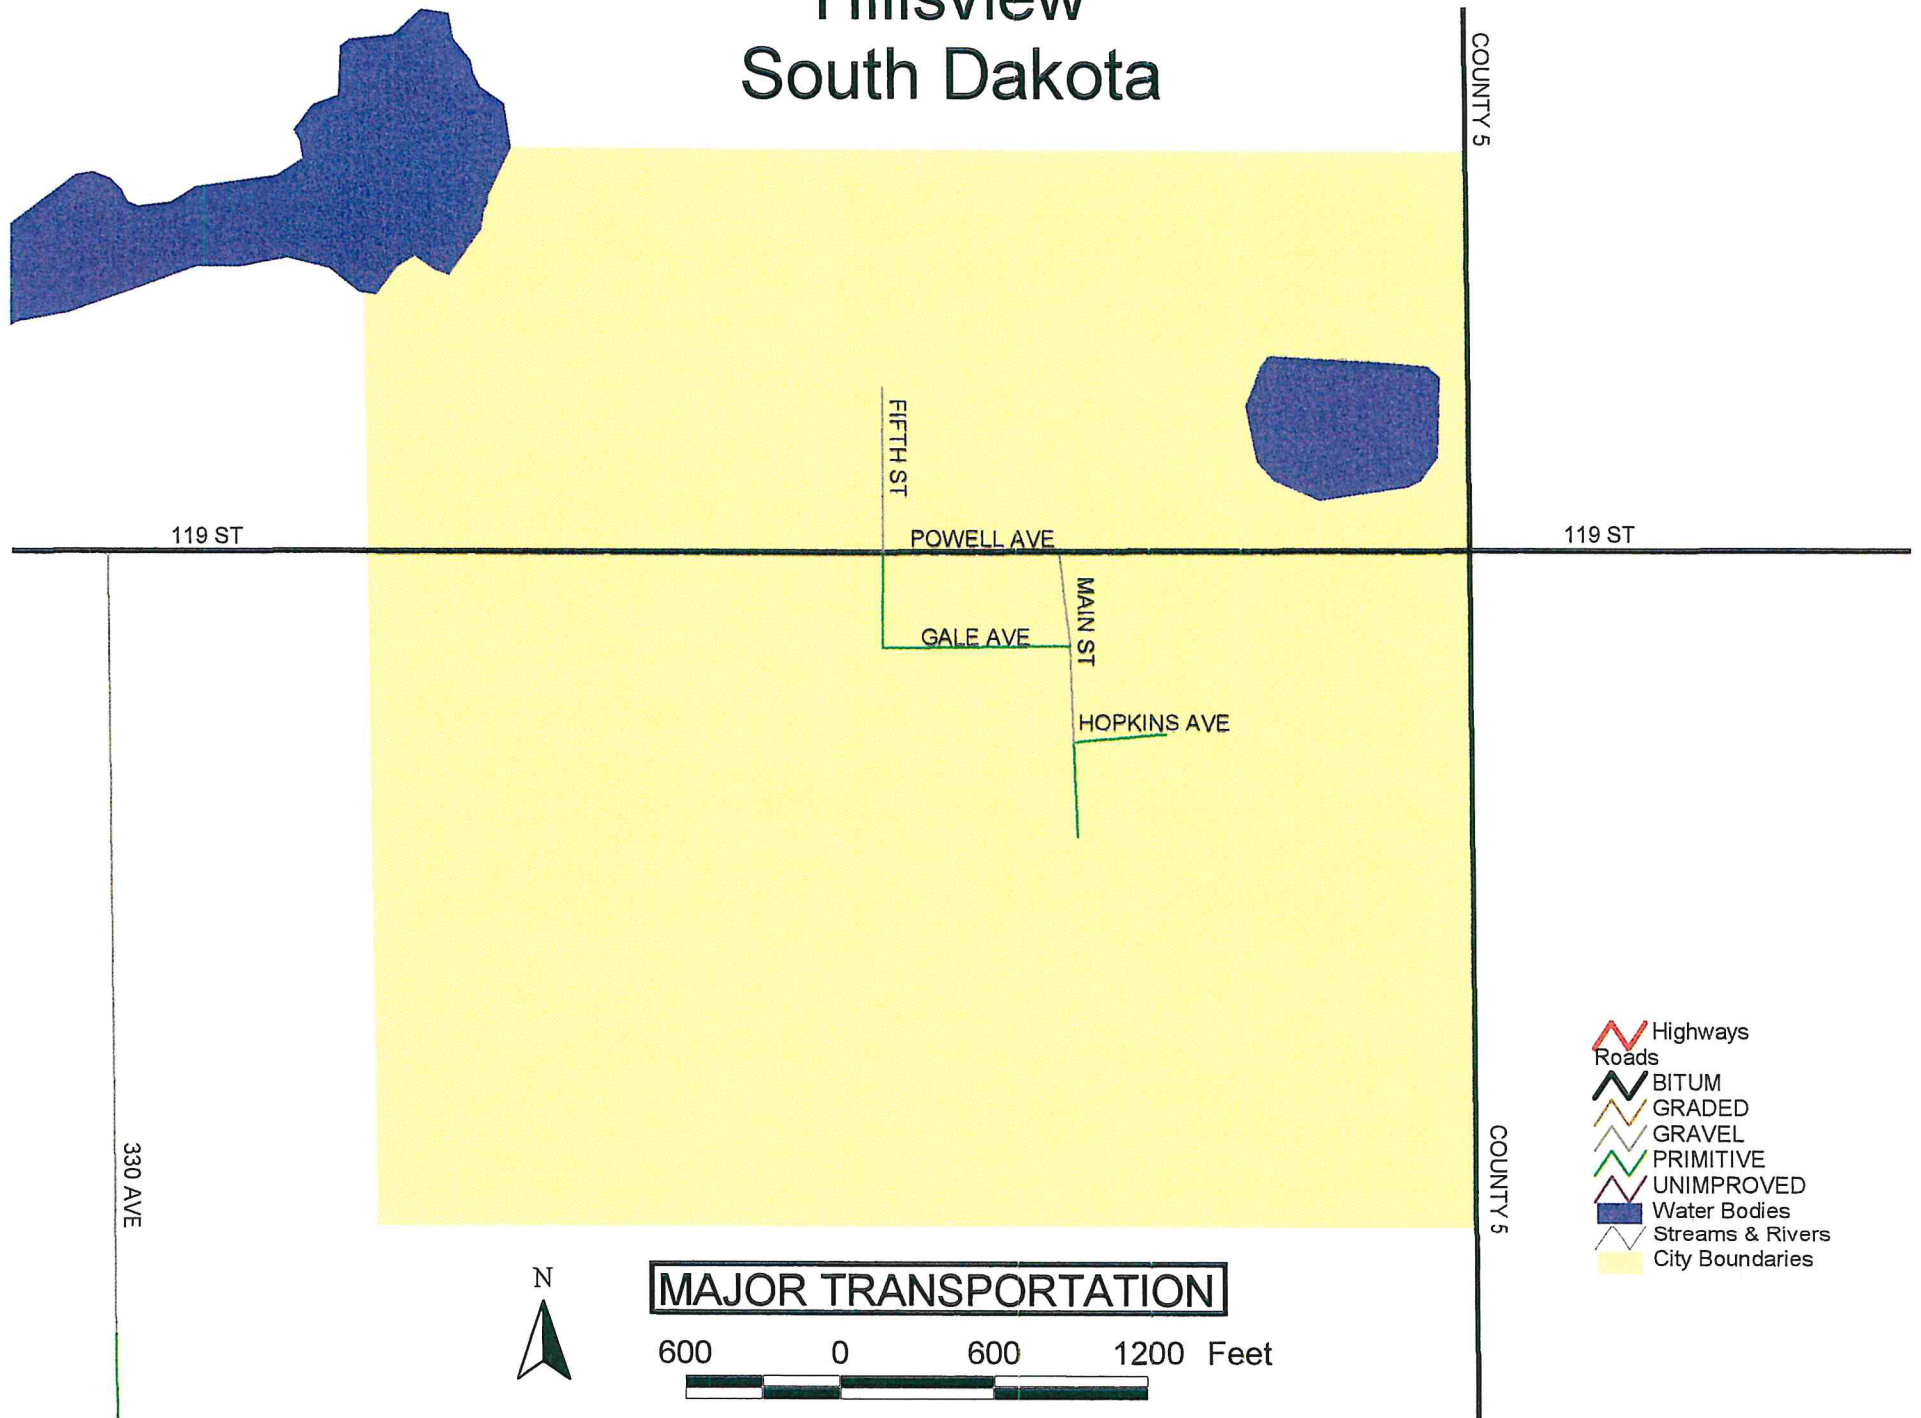 Hillsview
South Dakota
COUNTY 5
FIFTH ST
119 ST
POWELL AVE
119 ST
MAIN ST
GALE AVE
HOPKINS AVE
330 AVE
COUNTY 5
Highways
Roads
BITUM
GRADED
GRAVEL
PRIMITIVE
UNIMPROVED
Water Bodies
Streams & Rivers
City Boundaries
N
MAJOR TRANSPORTATION
600 0 600 1200 Feet